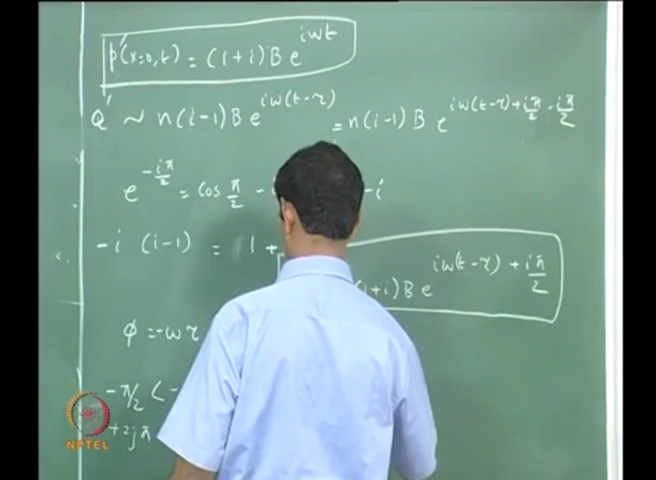 p'(x=0,t) = (1+i) B e^{iωt}
Q' ~ n(i-1) B e^{iω(t-τ)} = n(i-1) B e^{iω(t-τ)+iπ/2 - iπ/2}
e^{-iπ/2} = cos π/2 - -i
-i (i-1) = 1+
(1+i) B e^{iω(t-τ) + iπ/2}
φ = -ωτ
-π/2 < -
+2jπ
NPTEL